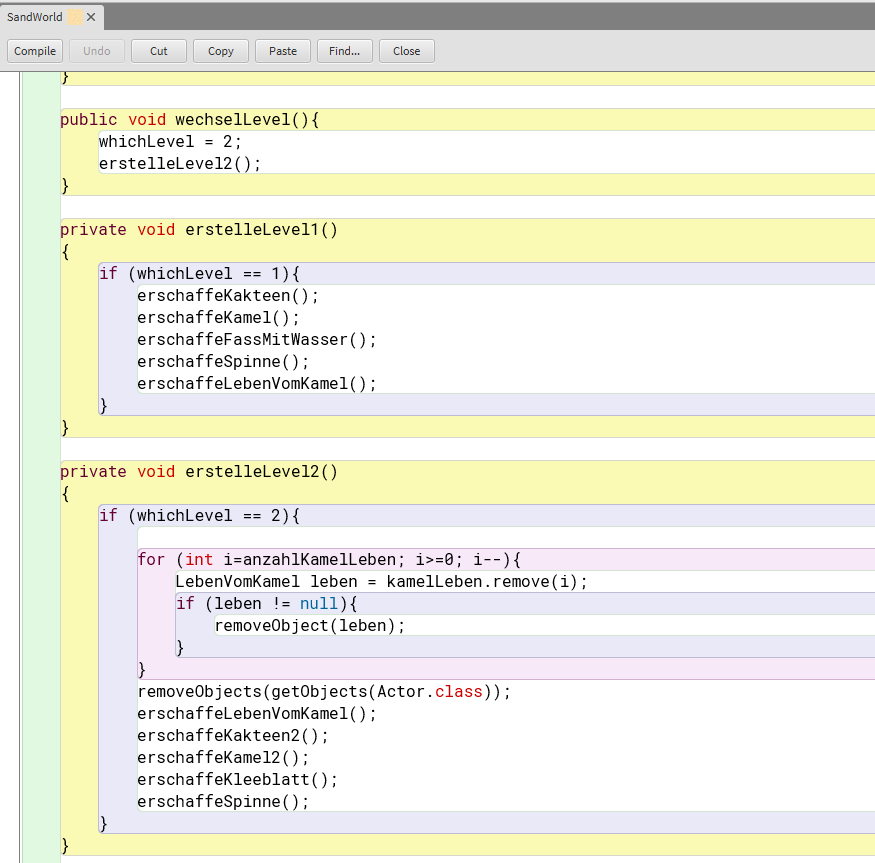 SandWorld
Compile Undo Cut Copy Paste Find... Close
}
public void wechselLevel(){
whichLevel = 2;
erstelleLevel2();
}
private void erstelleLevel1()
{
if (whichLevel == 1){
erschaffeKakteen();
erschaffeKamel();
erschaffeFassMitWasser();
erschaffeSpinne();
erschaffeLebenVomKamel();
}
}
private void erstelleLevel2()
{
if (whichLevel == 2){
for (int i=anzahlKamelLeben; i>=0; i--){
LebenVomKamel leben = kamelLeben.remove(i);
if (leben != null){
removeObject(leben);
}
}
removeObjects(getObjects(Actor.class));
erschaffeLebenVomKamel();
erschaffeKakteen2();
erschaffeKamel2();
erschaffeKleeblatt();
erschaffeSpinne();
}
}